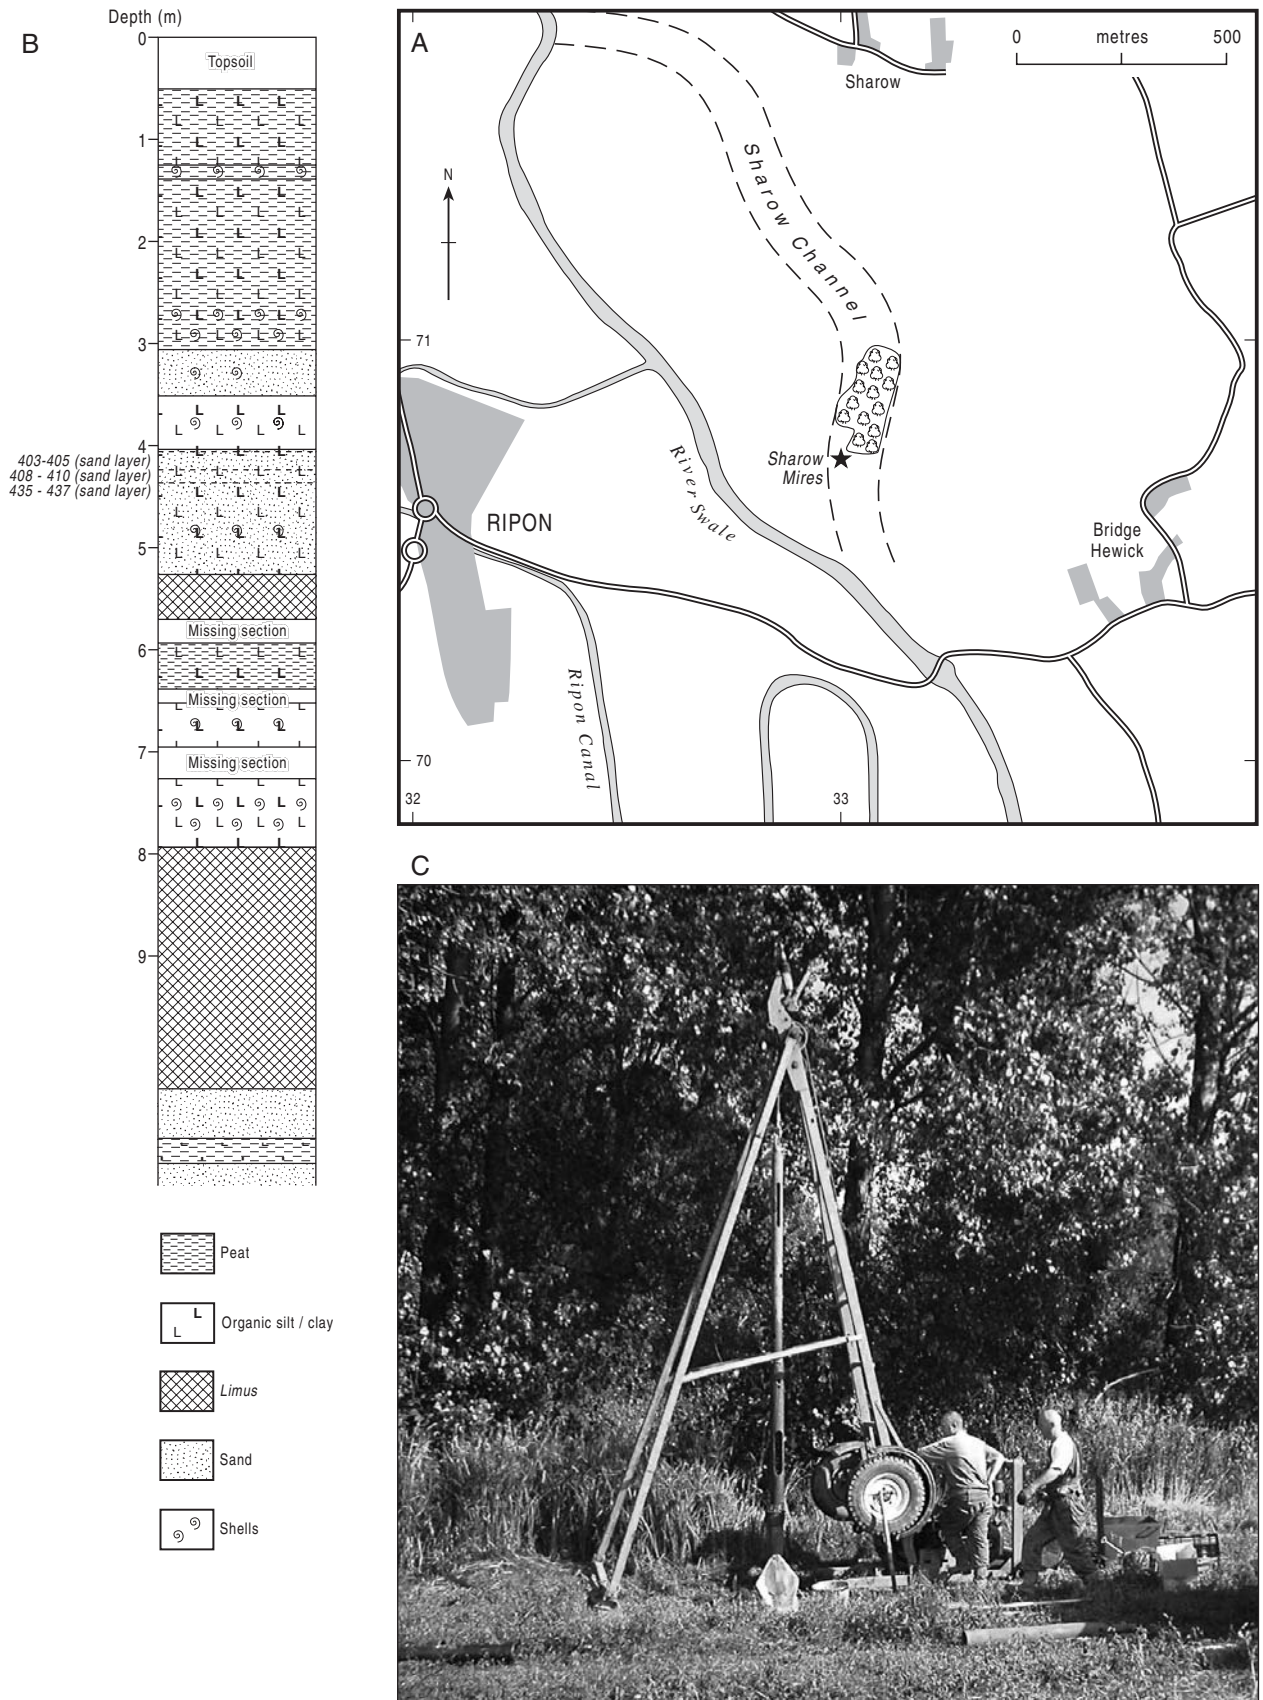 B
Depth (m)
0
Topsoil
1
2
3
4
403-405 (sand layer)
408 - 410 (sand layer)
435 - 437 (sand layer)
5
Missing section
6
Missing section
7
Missing section
8
9
Peat
L
L
Organic silt / clay
Limus
Sand
Shells
A
0 metres 500
Sharow
N
Sharow Channel
71
Sharow
Mires
River Swale
RIPON
Bridge
Hewick
Ripon Canal
70
32
33
C